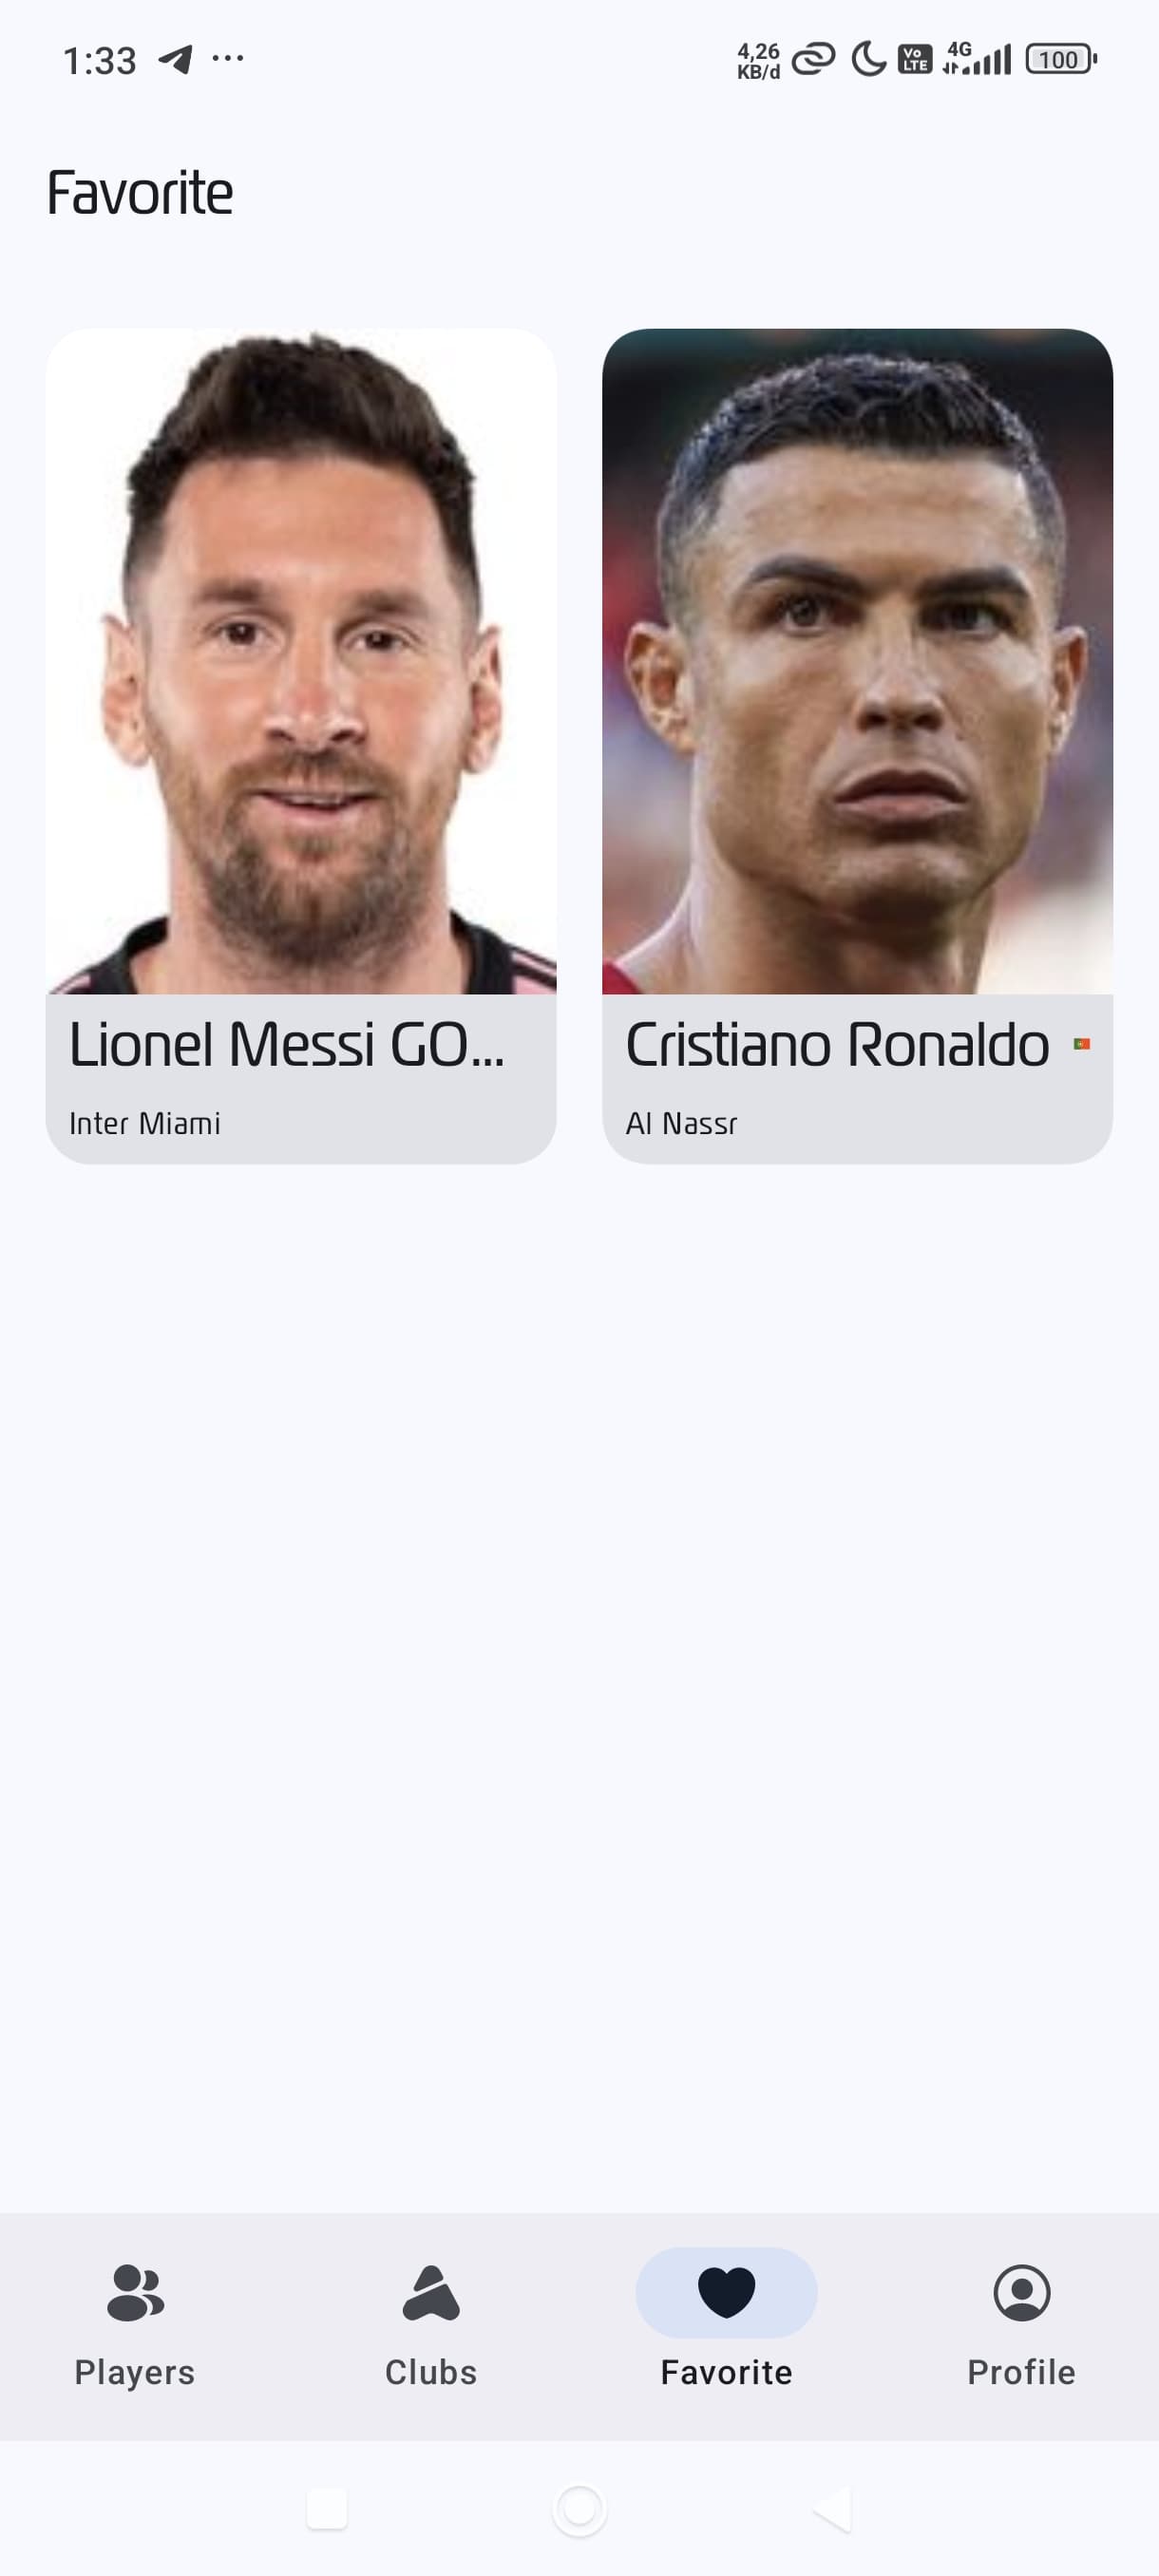 1:33 ... 4,26 KB/d Vo LTE 4G 100
Favorite
Lionel Messi GO...
Inter Miami
Cristiano Ronaldo
Al Nassr
Players Clubs Favorite Profile